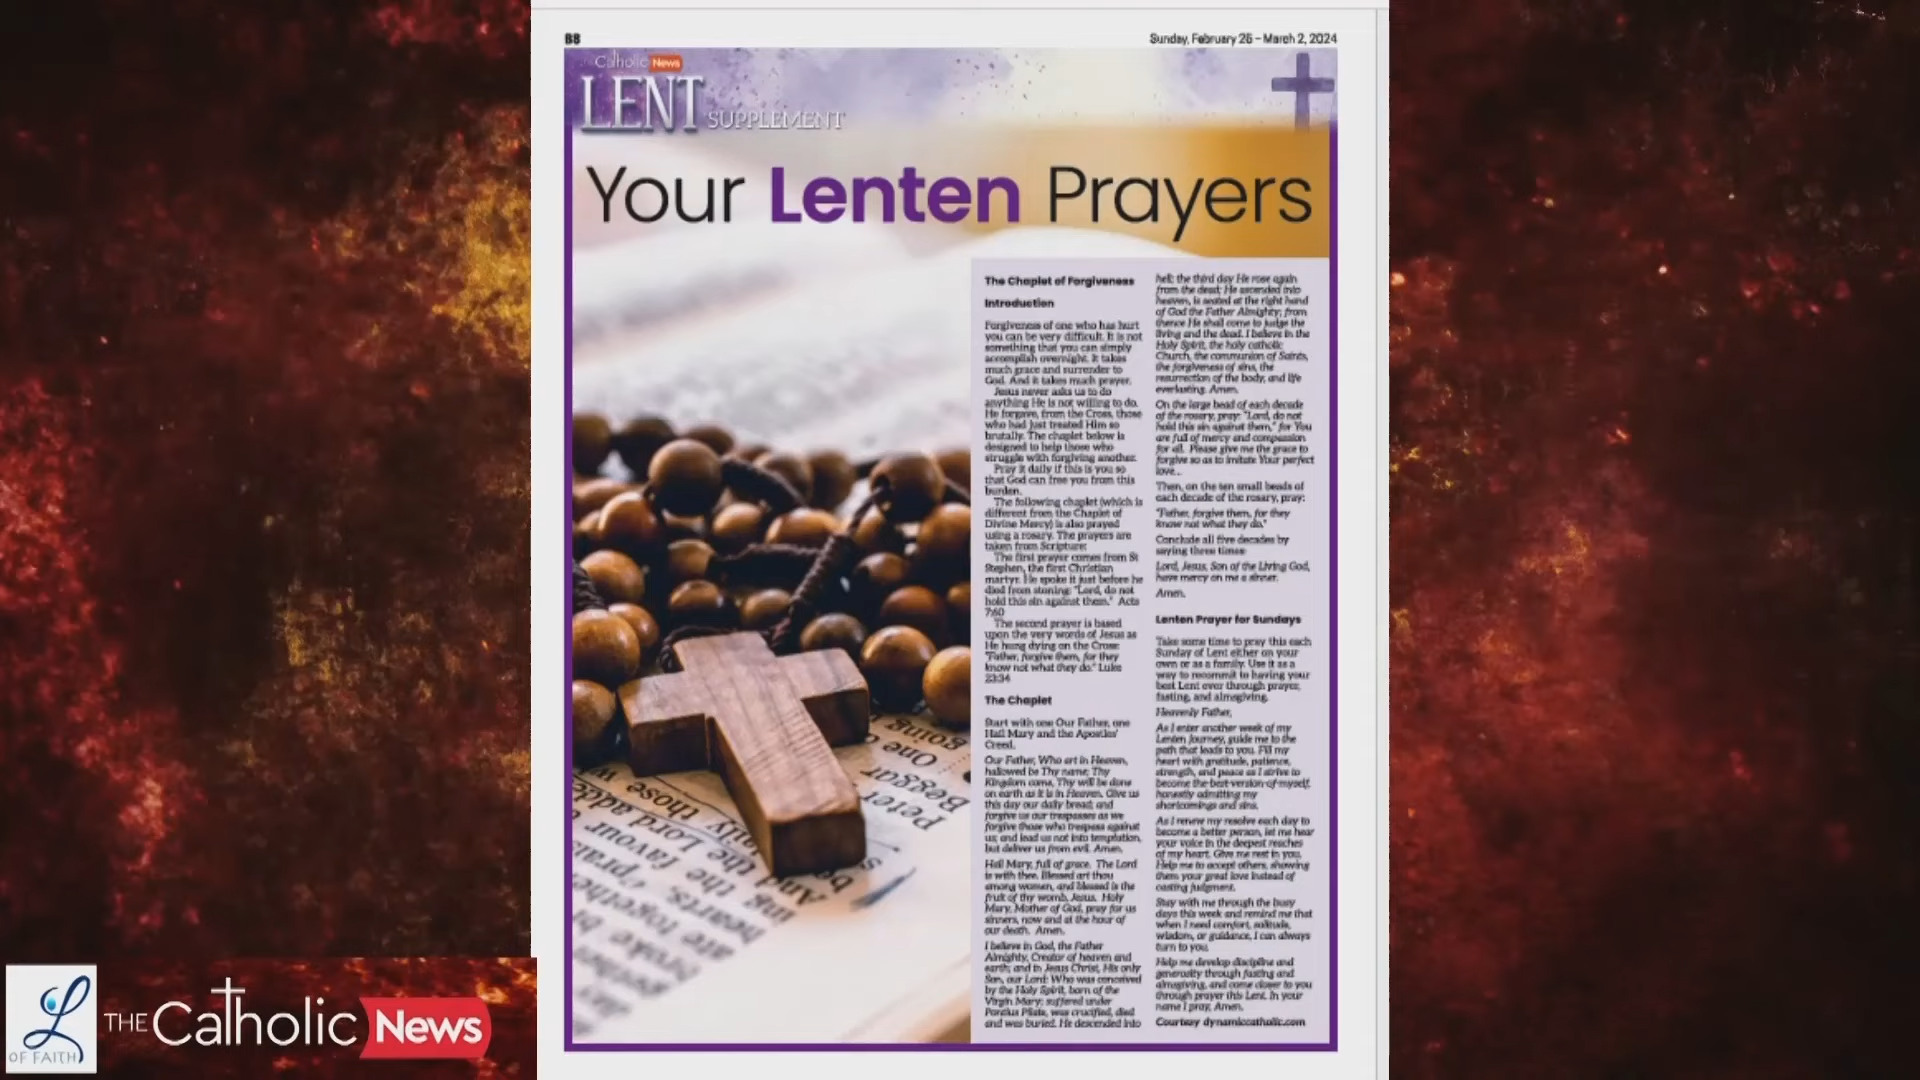 B8
Sunday, February 26 – March 2, 2024
Catholic News
LENT SUPPLEMENT
Your Lenten Prayers
The Chaplet of Forgiveness
Introduction
Forgiveness of one who has hurt
you can be very difficult. It is not
something that you can simply
accomplish overnight. It takes
much grace and surrender to
God. And it takes much prayer.
Jesus never asks us to do
anything He is not willing to do.
He forgave, from the Cross, those
who had just treated Him so
brutally. The chaplet below is
designed to help those who
struggle with forgiving another.
Pray it daily if this is you so
that God can free you from this
burden.
The following chaplet (which is
different from the Chaplet of
Divine Mercy) is also prayed
using a rosary. The prayers are
taken from Scripture:
The first prayer comes from St
Stephen, the first Christian
martyr. He spoke it just before he
died from stoning: "Lord, do not
hold this sin against them." Acts
7:60
The second prayer is based
upon the very words of Jesus as
He hung dying on the Cross:
"Father, forgive them, for they
know not what they do." Luke
23:34
The Chaplet
Start with one Our Father, one
Hail Mary and the Apostles'
Creed.
Our Father, Who art in Heaven,
hallowed be Thy name; Thy
Kingdom come, Thy will be done
on earth as it is in Heaven. Give us
this day our daily bread; and
forgive us our trespasses as we
forgive those who trespass against
us; and lead us not into temptation,
but deliver us from evil. Amen.
Hail Mary, full of grace. The Lord
is with thee. Blessed art thou
among women, and blessed is the
fruit of thy womb, Jesus. Holy
Mary, Mother of God, pray for us
sinners, now and at the hour of
our death. Amen.
I believe in God, the Father
Almighty, Creator of heaven and
earth; and in Jesus Christ, His only
Son, our Lord: Who was conceived
by the Holy Spirit, born of the
Virgin Mary; suffered under
Pontius Pilate, was crucified, died
and was buried. He descended into
hell; the third day He rose again
from the dead; He ascended into
heaven, is seated at the right hand
of God the Father Almighty; from
thence He shall come to judge the
living and the dead. I believe in the
Holy Spirit, the holy catholic
Church, the communion of Saints,
the forgiveness of sins, the
resurrection of the body, and life
everlasting. Amen.
On the large bead of each decade
of the rosary, pray: "Lord, do not
hold this sin against them," for You
are full of mercy and compassion
for all. Please give me the grace to
forgive so as to imitate Your perfect
love...
Then, on the ten small beads of
each decade of the rosary, pray:
"Father, forgive them, for they
know not what they do."
Conclude all five decades by
saying three times:
Lord, Jesus, Son of the Living God,
have mercy on me a sinner.
Amen.
Lenten Prayer for Sundays
Take some time to pray this each
Sunday of Lent either on your
own or as a family. Use it as a
way to recommit to having your
best Lent ever through prayer,
fasting, and almsgiving.
Heavenly Father,
As I enter another week of my
Lenten journey, guide me to the
path that leads to you. Fill my
heart with gratitude, patience,
strength, and peace as I strive to
become the-best-version-of-myself,
honestly admitting my
shortcomings and sins.
As I renew my resolve each day to
become a better person, let me hear
your voice in the deepest reaches
of my heart. Give me rest in you.
Help me to accept others, showing
them your great love instead of
casting judgment.
Stay with me through the busy
days this week and remind me that
when I need comfort, solitude,
wisdom, or guidance, I can always
turn to you.
Help me develop discipline and
generosity through fasting and
almsgiving, and come closer to you
through prayer this Lent. In your
name I pray, Amen.
Courtesy dynamiccatholic.com
L
OF FAITH
THE Catholic News